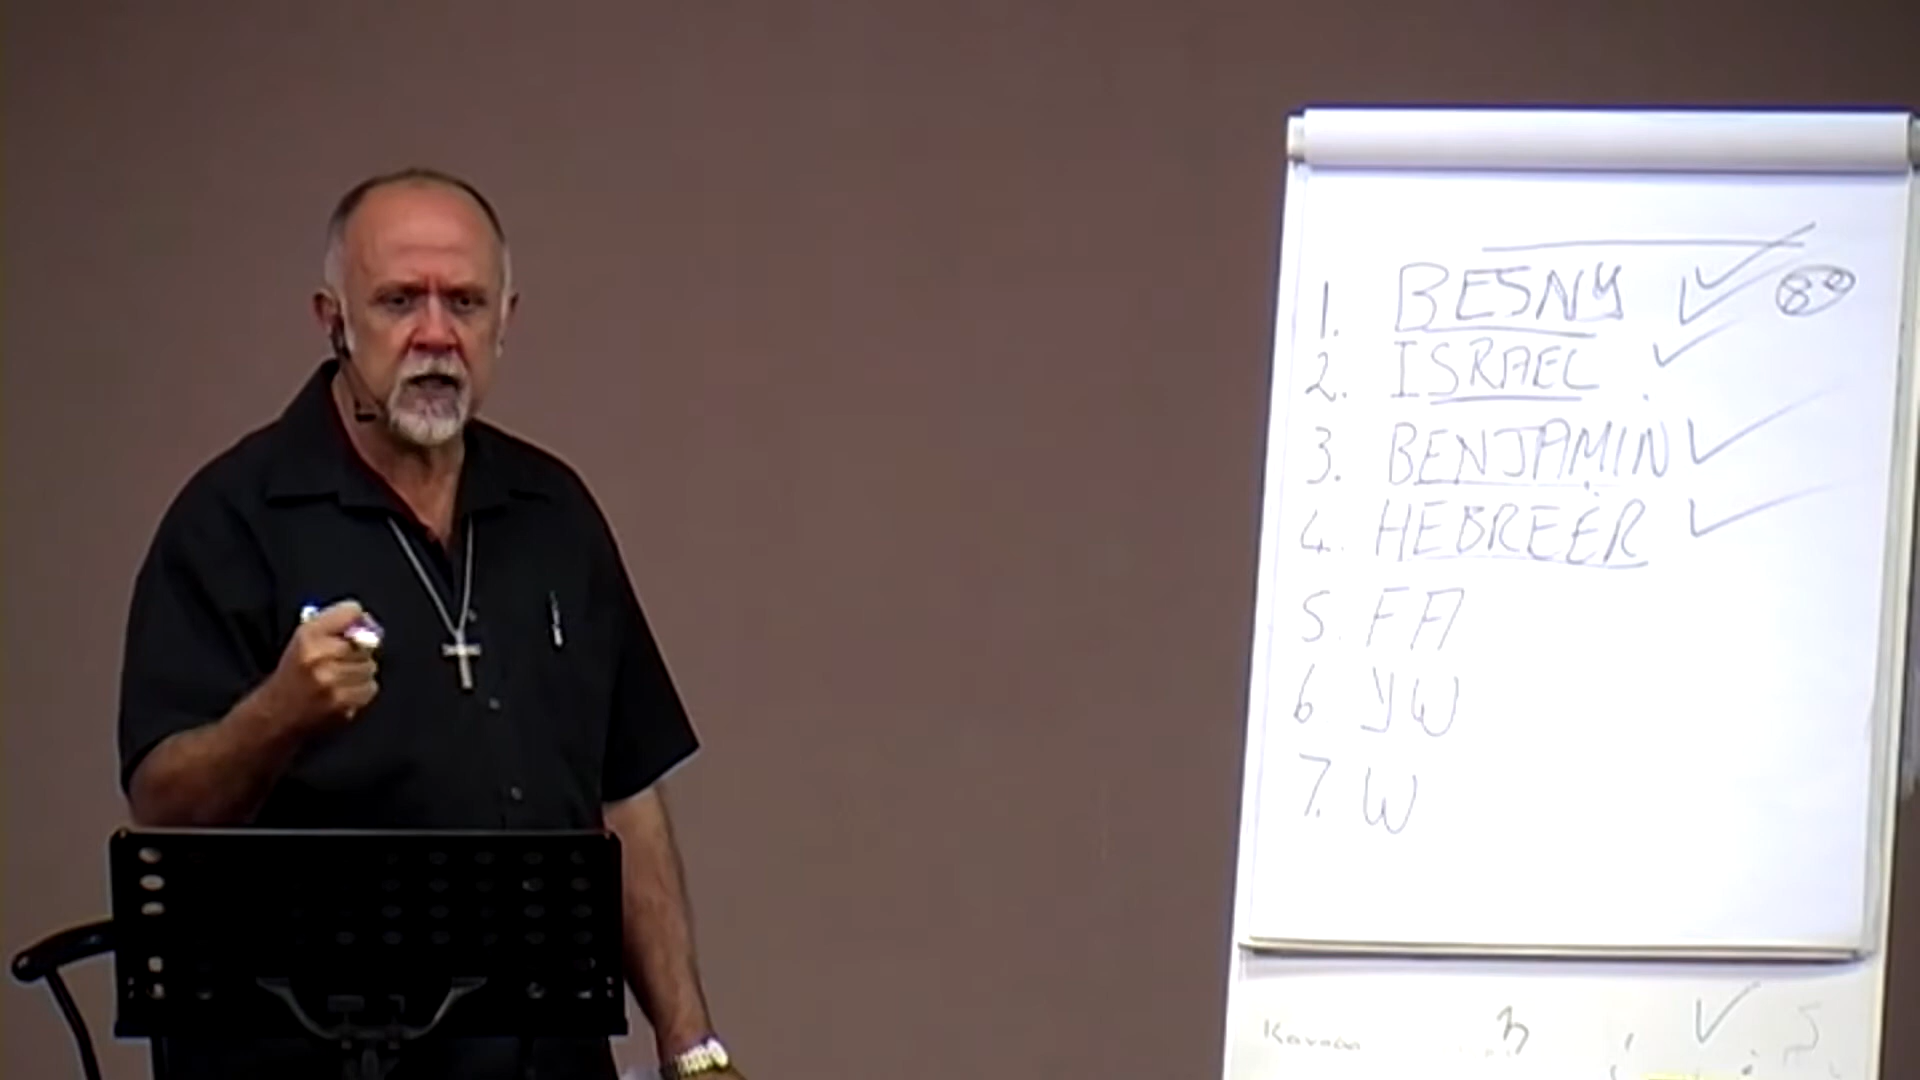 1. BESNY 8
2. ISRAEL
3. BENJAMIN
4. HEBREËR
5. FA
6 YW
7. W